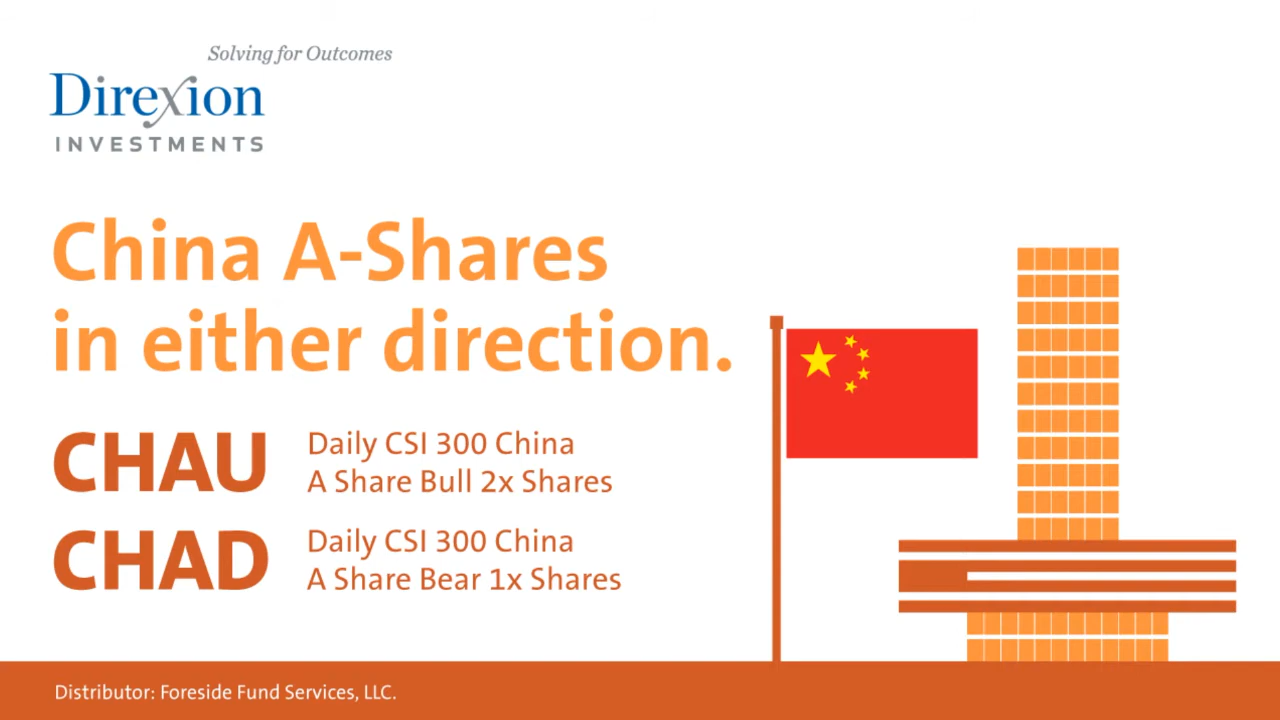 Solving for Outcomes
Direxion
INVESTMENTS
China A-Shares
in either direction.
CHAU
Daily CSI 300 China
A Share Bull 2x Shares
CHAD
Daily CSI 300 China
A Share Bear 1x Shares
Distributor: Foreside Fund Services, LLC.